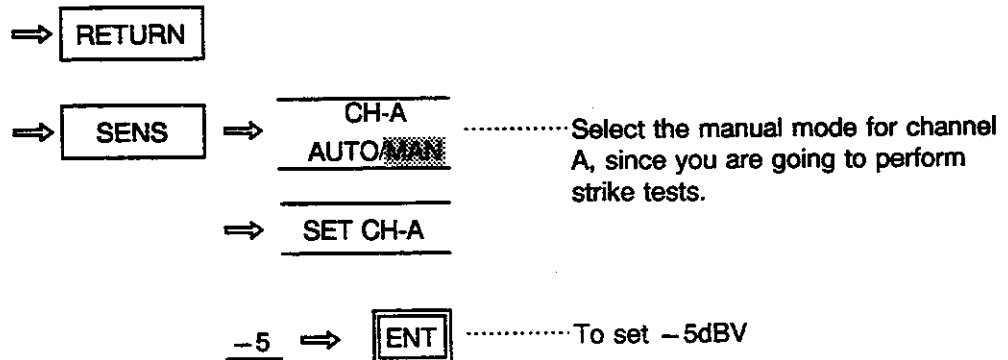 ⇒ RETURN
⇒ SENS ⇒ CH-A
AUTO/MAN
Select the manual mode for channel
A, since you are going to perform
strike tests.
⇒ SET CH-A
−5 ⇒ ENT To set −5dBV